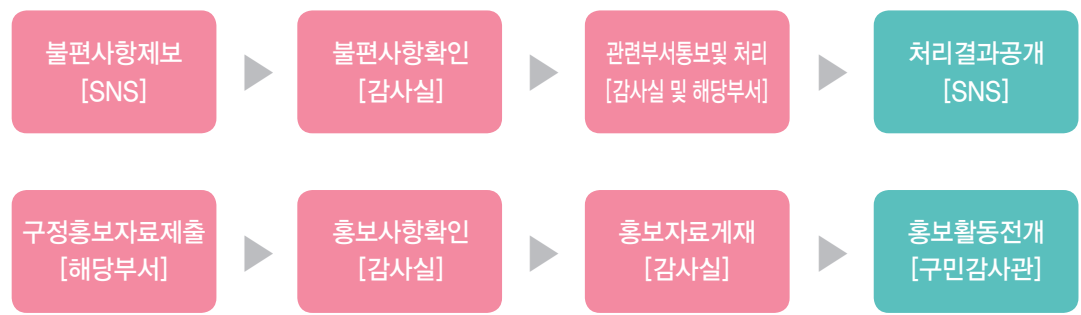 불편사항제보
[SNS]
불편사항확인
[감사실]
관련부서통보및 처리
[감사실 및 해당부서]
처리결과공개
[SNS]
구정홍보자료제출
[해당부서]
홍보사항확인
[감사실]
홍보자료게재
[감사실]
홍보활동전개
[구민감사관]